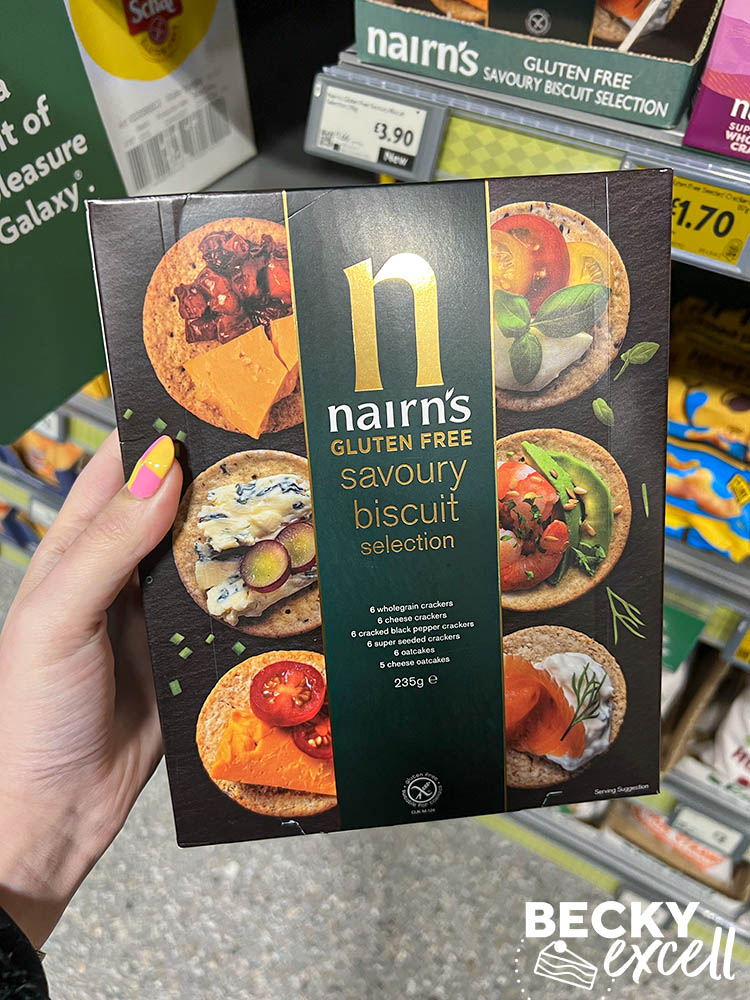 Schär
a
it of
leasure
Galaxy®.
nairn's
GLUTEN FREE
SAVOURY BISCUIT SELECTION
£3.90
New
£1.70
n
nairn's
GLUTEN FREE
savoury
biscuit
selection
6 wholegrain crackers
6 cheese crackers
6 cracked black pepper crackers
6 super seeded crackers
6 oatcakes
5 cheese oatcakes
235g e
Serving Suggestion
BECKY
excell